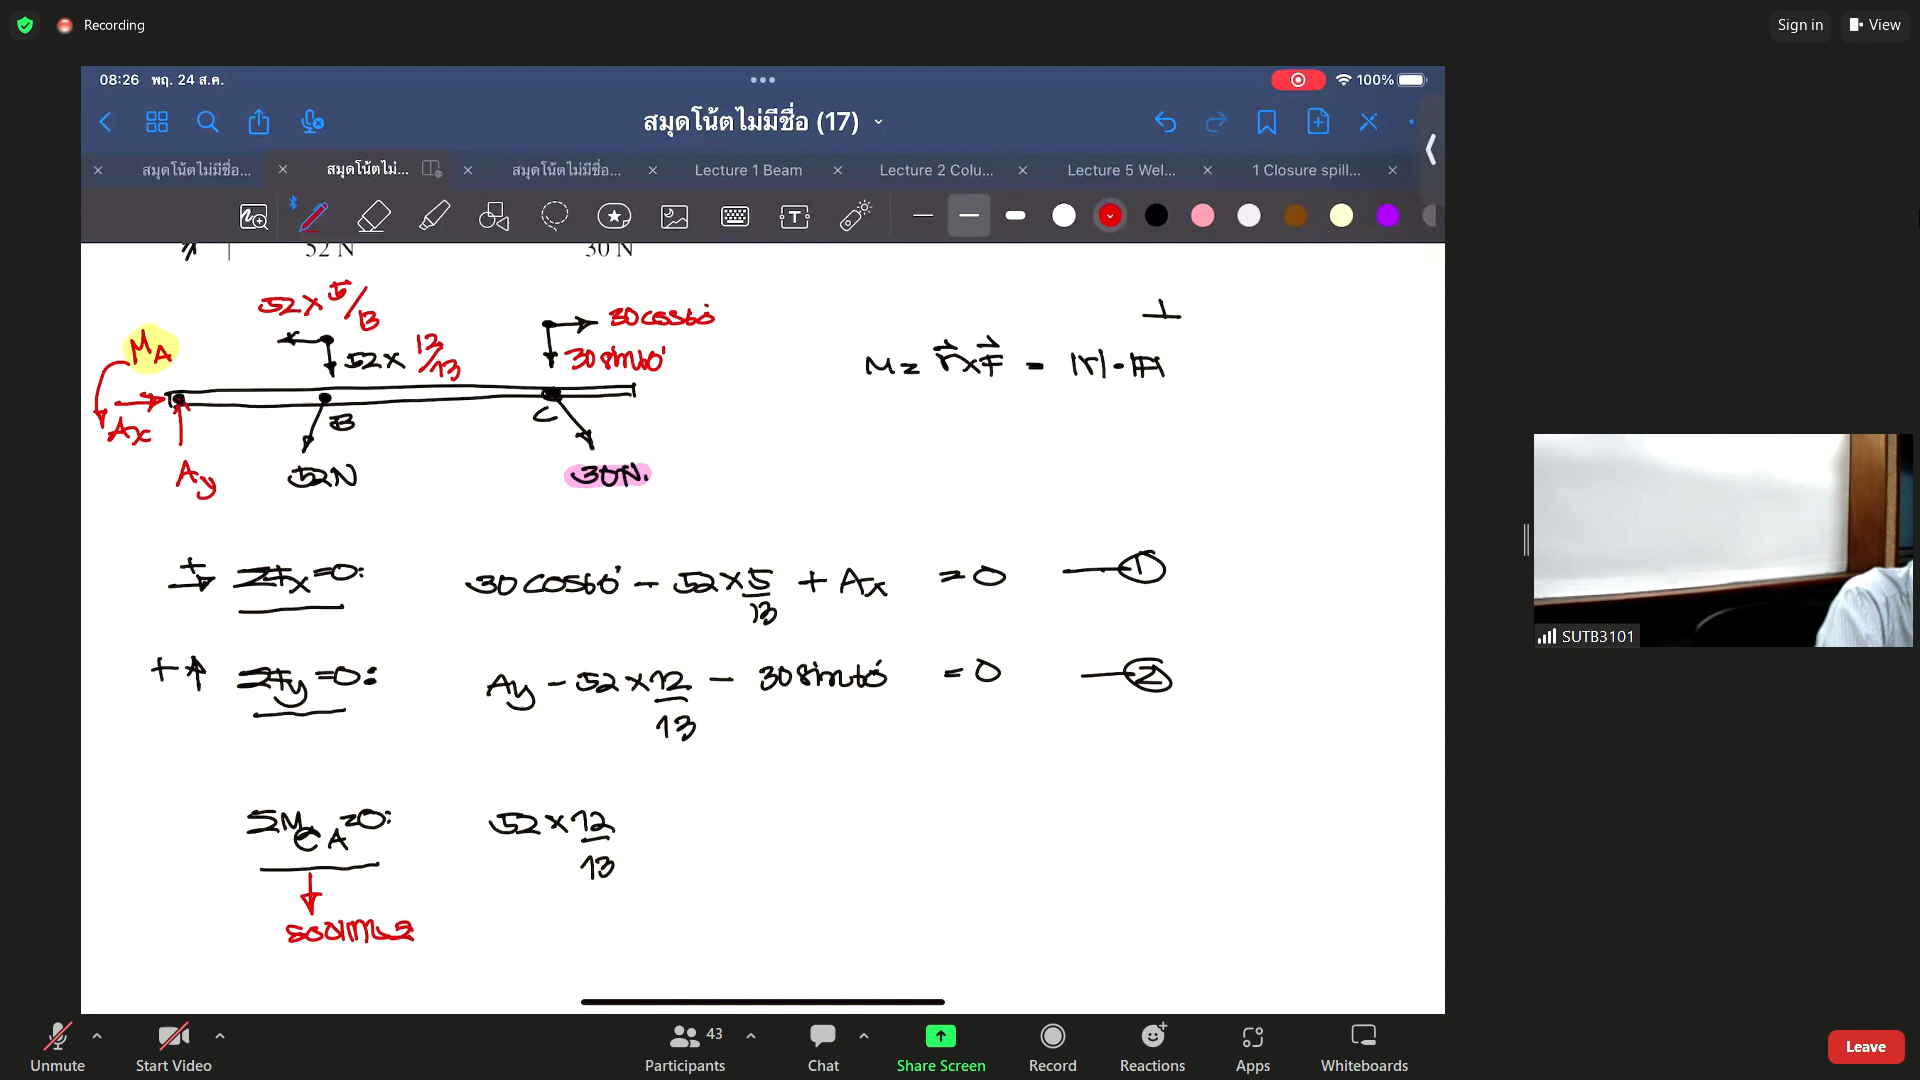 Recording
Sign in
View
08:26 พฤ. 24 ส.ค.
100%
สมุดโน้ตไม่มีชื่อ (17)
สมุดโน้ตไม่มีชื่อ...
สมุดโน้ตไม่...
สมุดโน้ตไม่มีชื่อ...
Lecture 1 Beam
Lecture 2 Colu...
Lecture 5 Wel...
1 Closure spill...
52 N
30 N
52 × 5/13
30 cos 60°
MA
52 × 12/13
30 sin 60°
⊥
M = r × F = |r| · |F|
Ax
B
C
Ay
52N
30N.
+ → ΣFx = 0: 30 cos 60° - 52 × 5/13 + Ax = 0 — 1
+ ↑ ΣFy = 0: Ay - 52 × 12/13 - 30 sin 60° = 0 — 2
ΣM@A = 0: 52 × 12/13
SUTB3101
Unmute
Start Video
43
Participants
Chat
Share Screen
Record
Reactions
Apps
Whiteboards
Leave